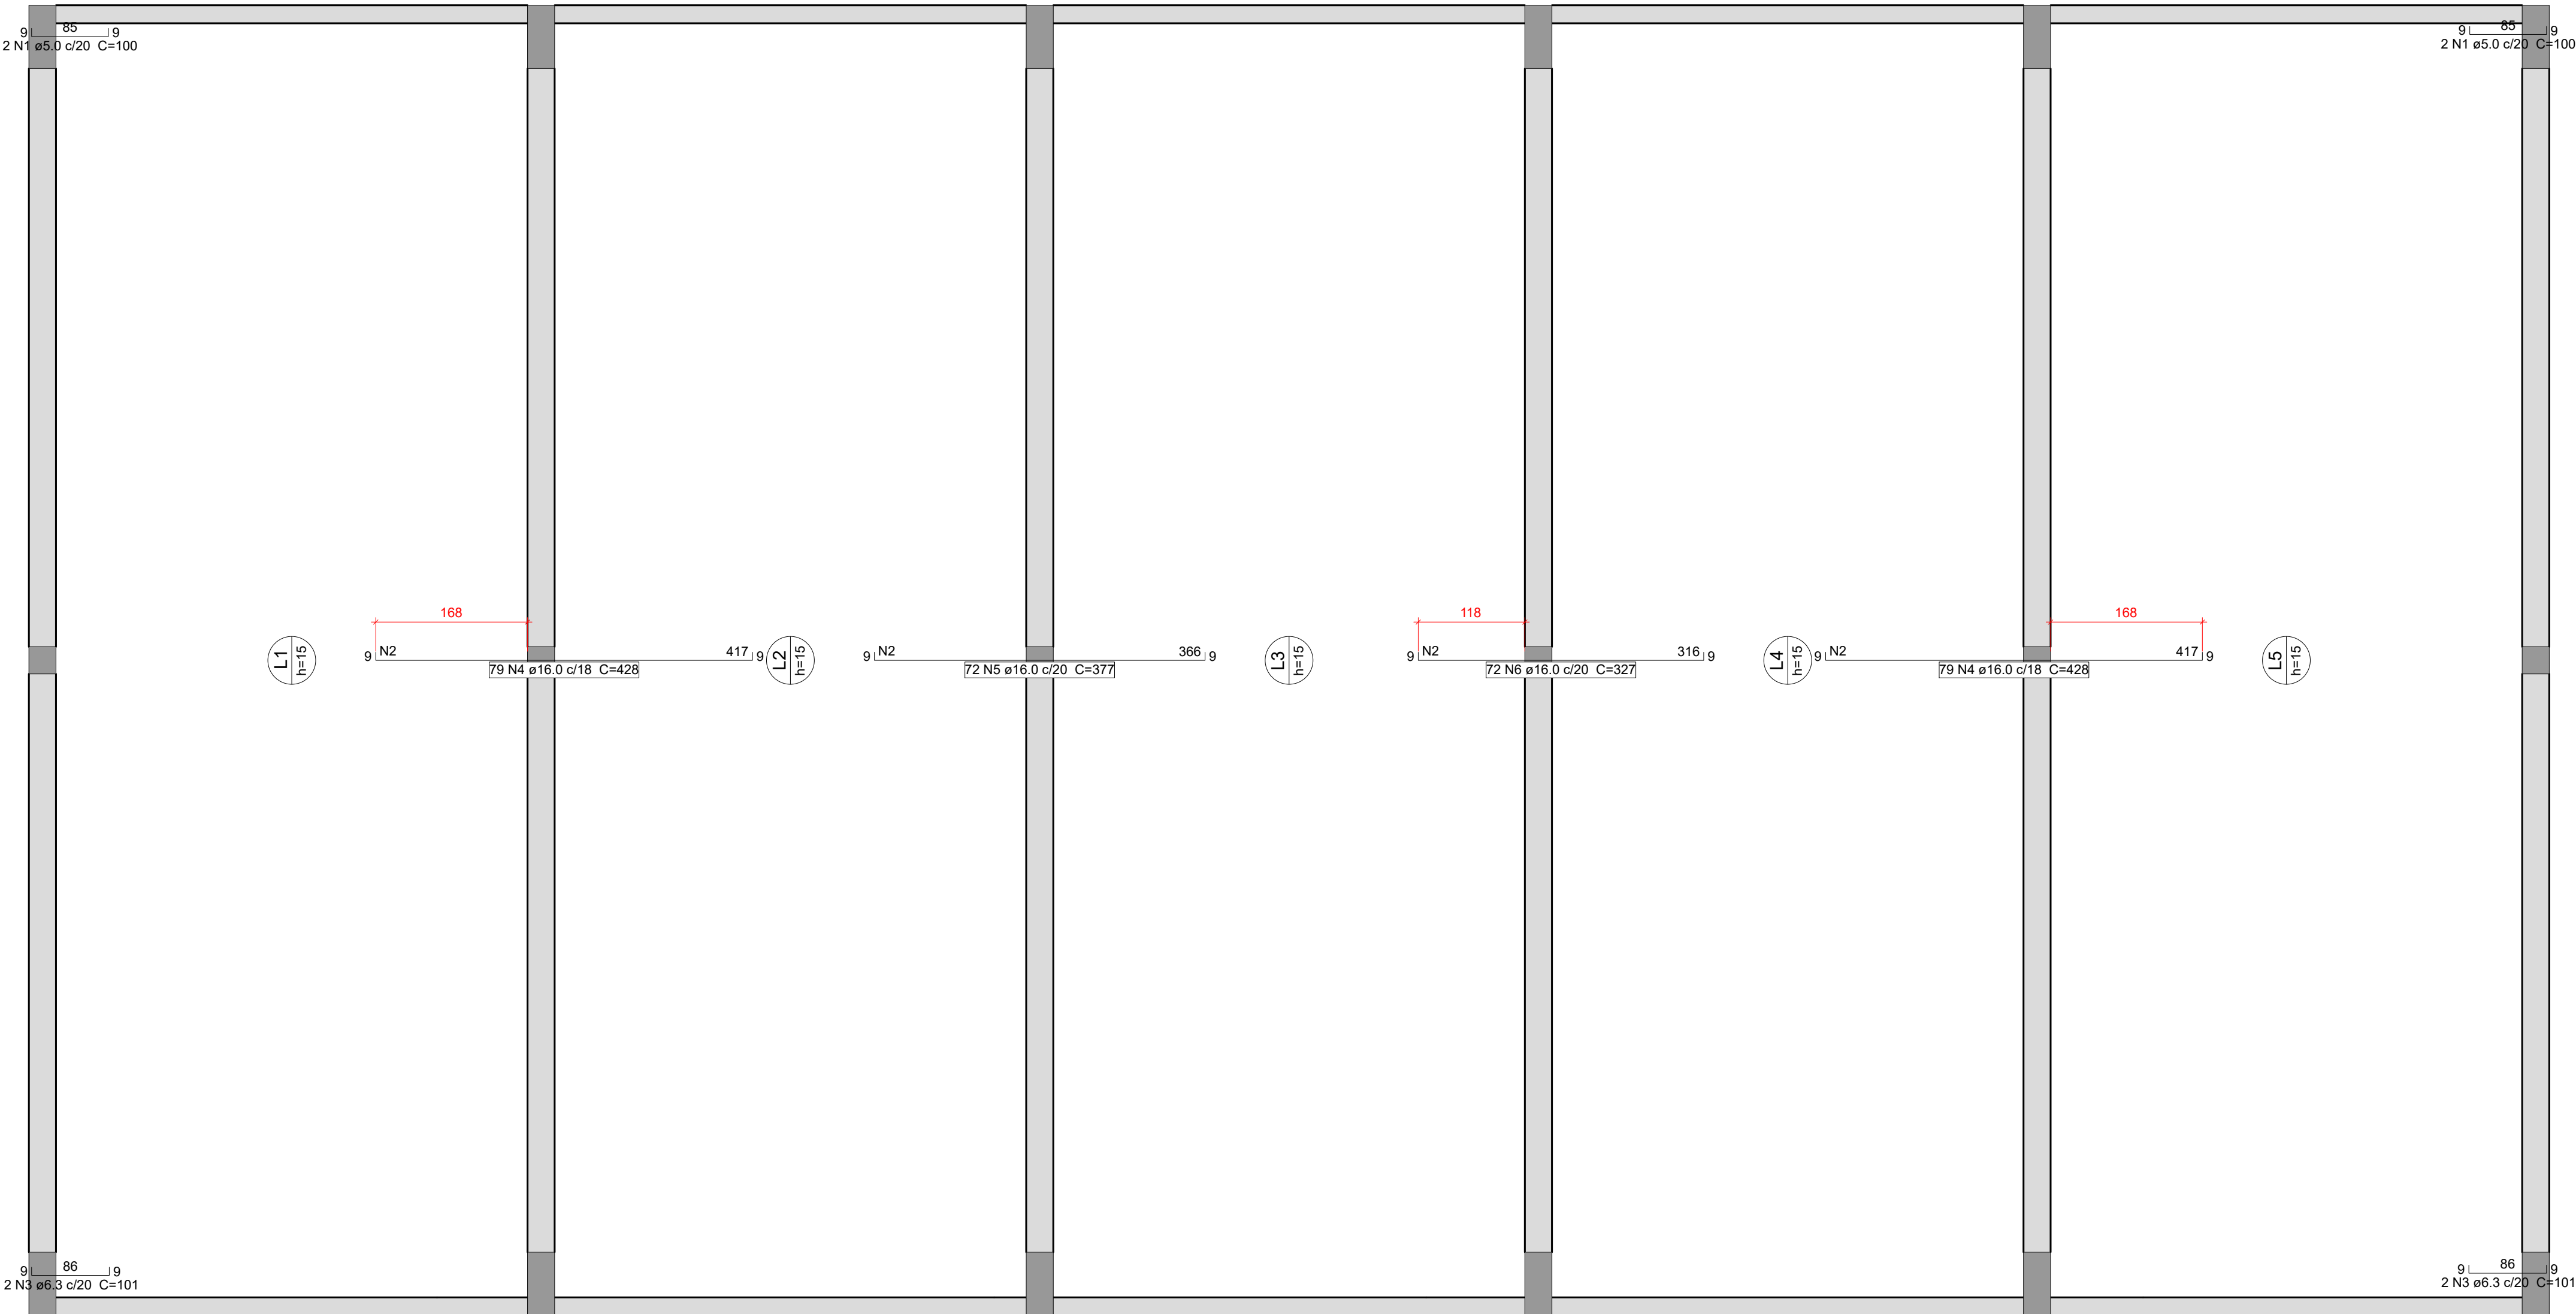 9 85 9
2 N1 ø5.0 c/20 C=100
9 85 9
2 N1 ø5.0 c/20 C=100
168
118
168
L1
h=15
9 N2 417 9
79 N4 ø16.0 c/18 C=428
L2
h=15
9 N2 366 9
72 N5 ø16.0 c/20 C=377
L3
h=15
9 N2 316 9
72 N6 ø16.0 c/20 C=327
L4
h=15
9 N2 417 9
79 N4 ø16.0 c/18 C=428
L5
h=15
9 86 9
2 N3 ø6.3 c/20 C=101
9 86 9
2 N3 ø6.3 c/20 C=101